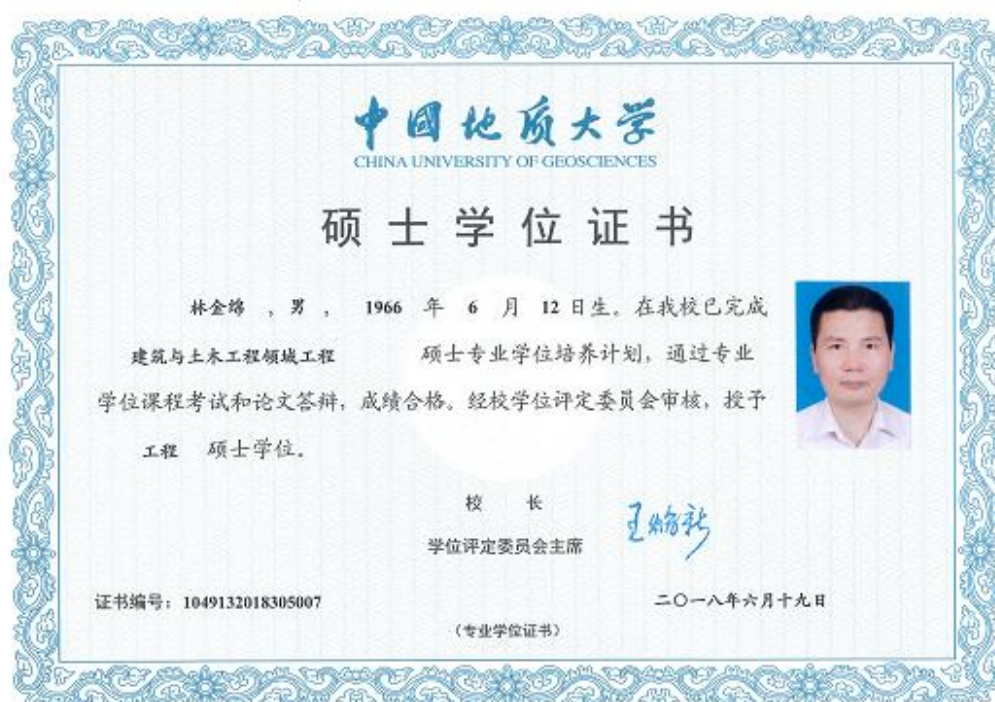 中國地质大学
CHINA UNIVERSITY OF GEOSCIENCES
硕士学位证书
林金绵 ，男， 1966 年 6 月 12 日生。在我校已完成
建筑与土木工程领域工程 硕士专业学位培养计划，通过专业
学位课程考试和论文答辩，成绩合格。经校学位评定委员会审核，授予
工程 硕士学位。
校 长
学位评定委员会主席
王焰新
证书编号：1049132018305007
二〇一八年六月十九日
（专业学位证书）